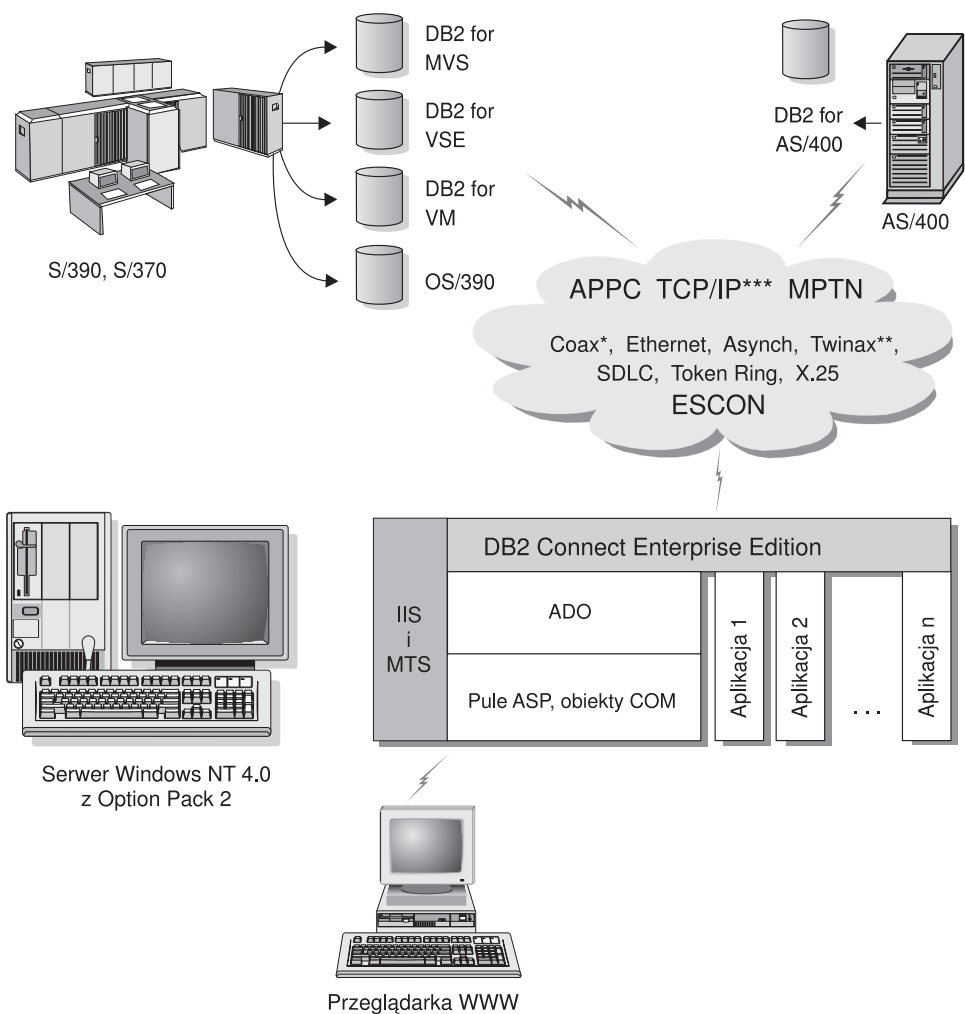 DB2 for
MVS
DB2 for
VSE
DB2 for
VM
OS/390
S/390, S/370
DB2 for
AS/400
AS/400
APPC TCP/IP*** MPTN
Coax*, Ethernet, Asynch, Twinax**,
SDLC, Token Ring, X.25
ESCON
Serwer Windows NT 4.0
z Option Pack 2
IIS
i
MTS
DB2 Connect Enterprise Edition
ADO
Pule ASP, obiekty COM
Aplikacja 1
Aplikacja 2
. . .
Aplikacja n
Przeglądarka WWW